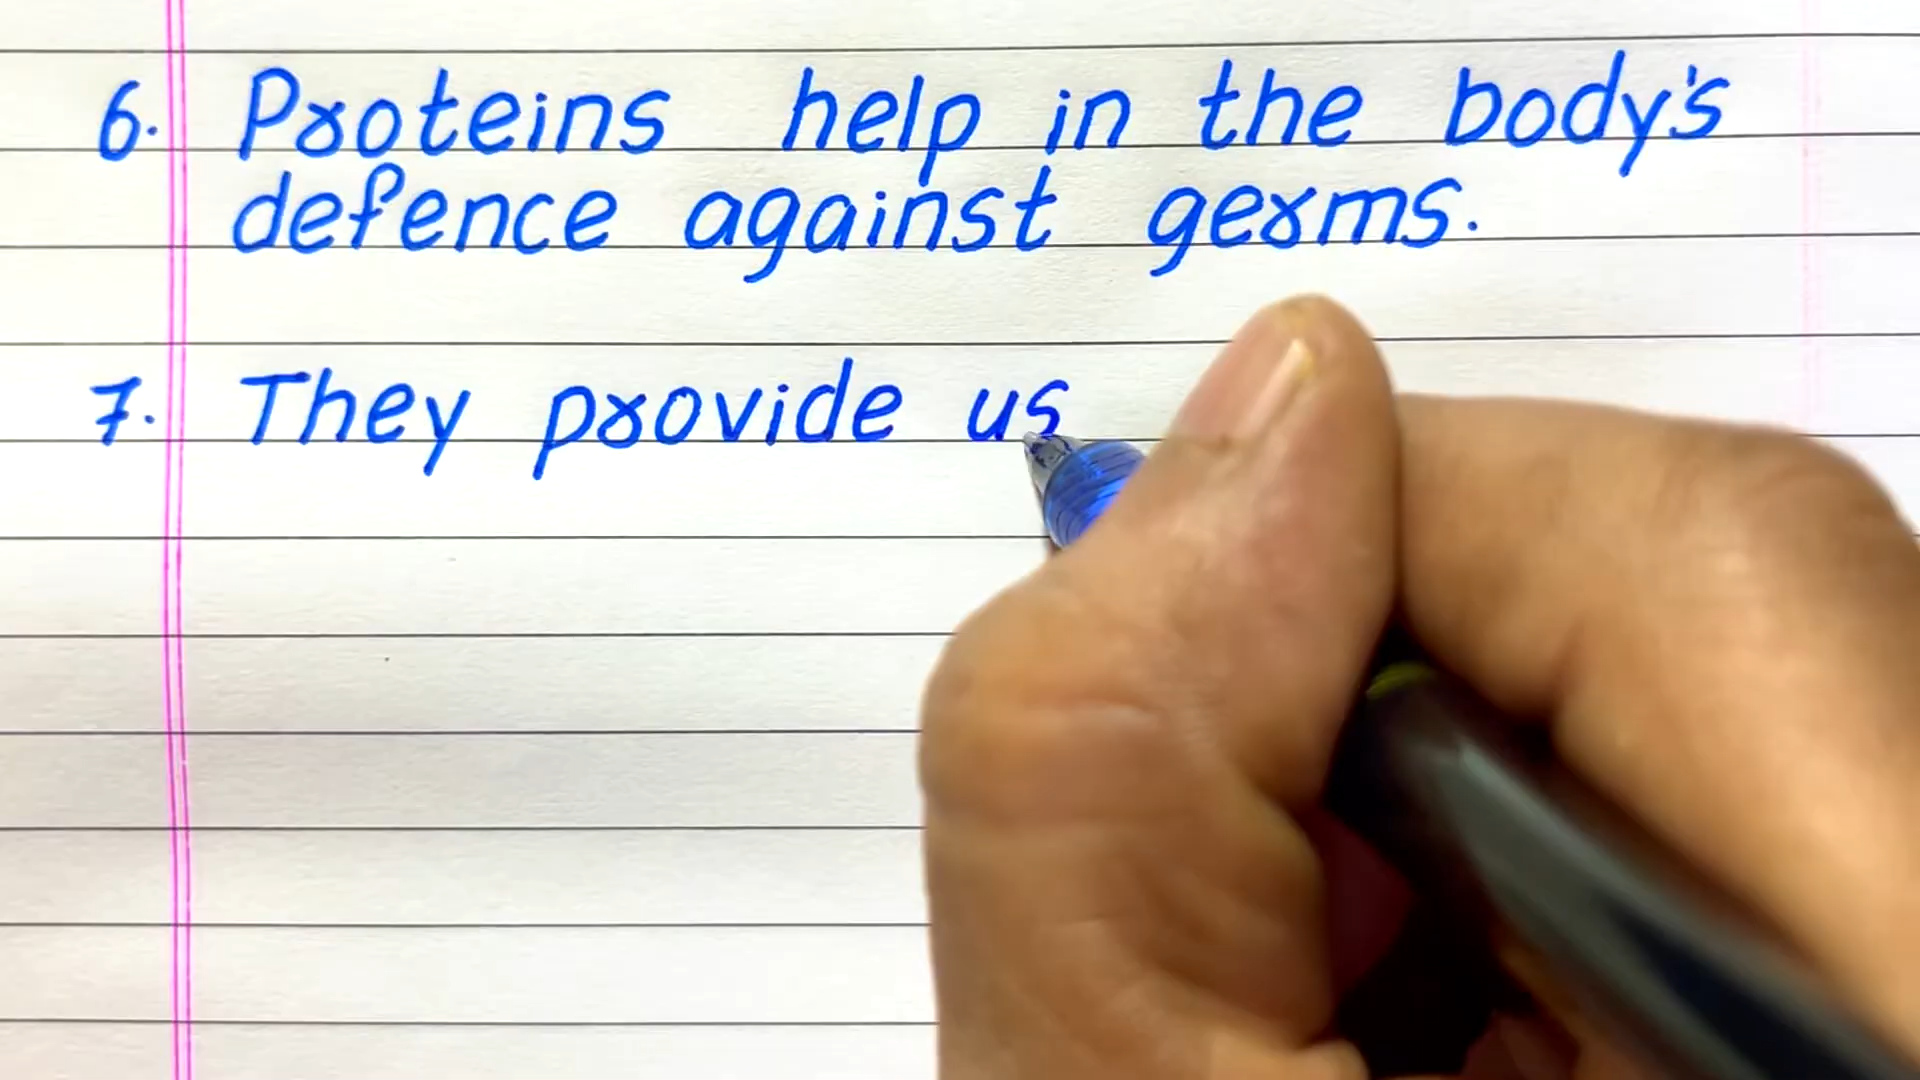 6. Proteins help in the body's
defence against germs.
7. They provide us